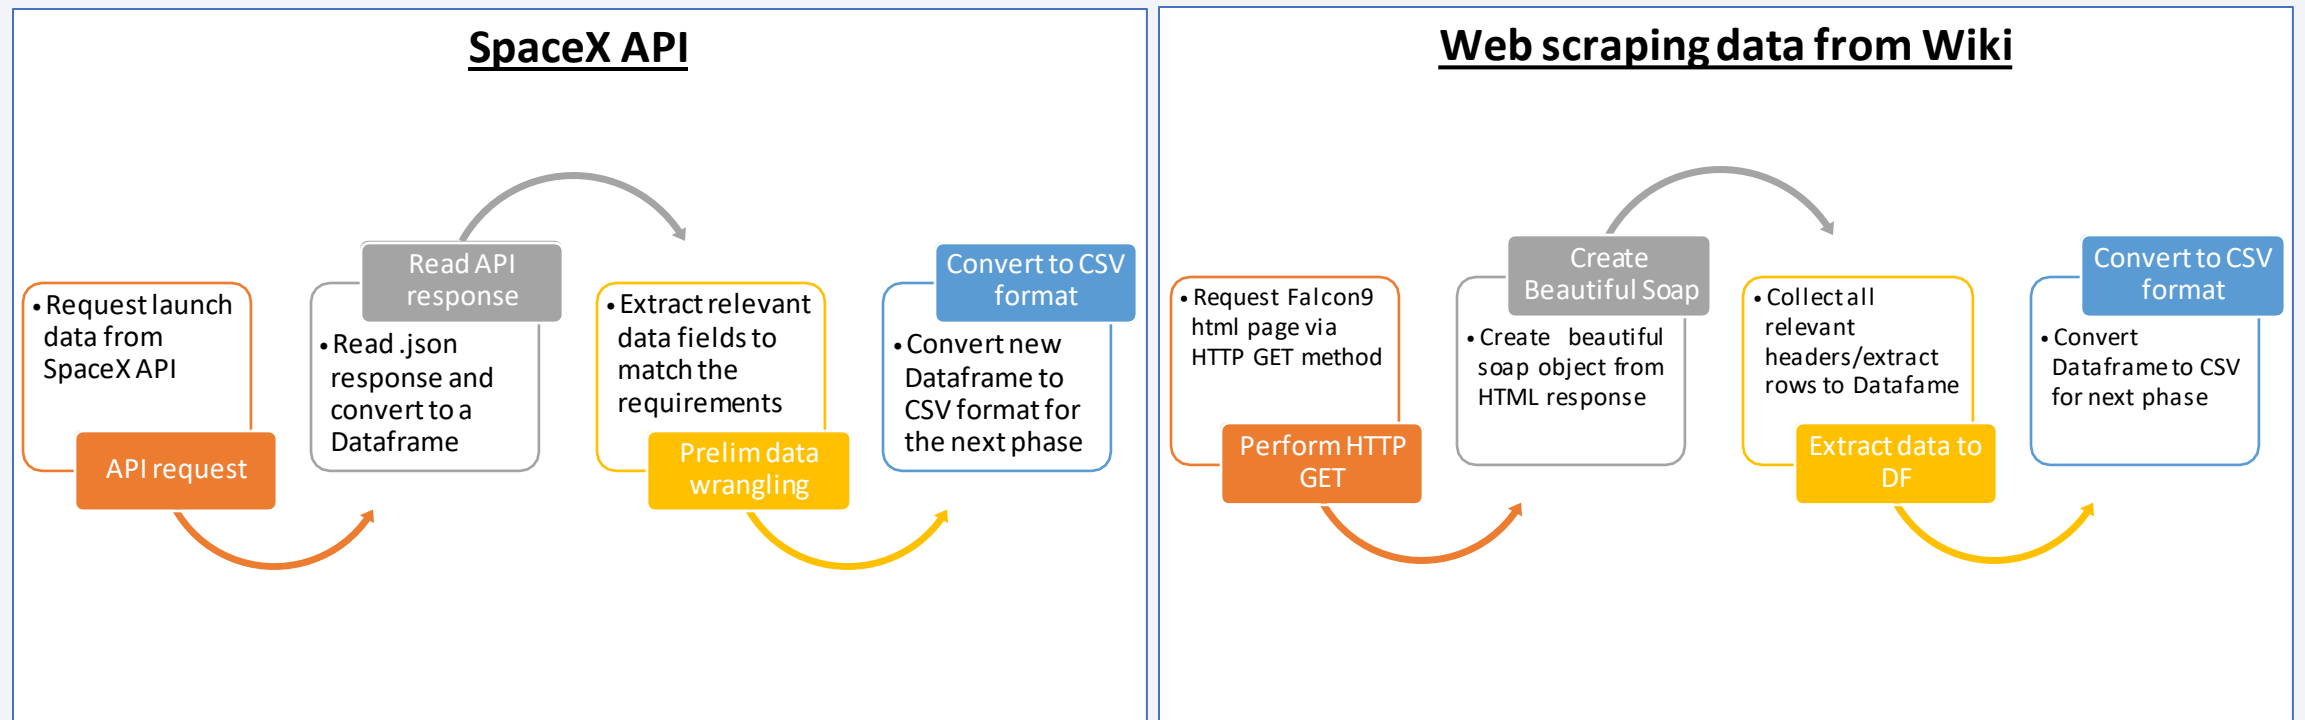 SpaceX API
• Request launch
data from
SpaceX API
API request
Read API
response
• Read .json
response and
convert to a
Dataframe
• Extract relevant
data fields to
match the
requirements
Prelim data
wrangling
Convert to CSV
format
• Convert new
Dataframe to
CSV format for
the next phase
Web scraping data from Wiki
• Request Falcon9
html page via
HTTP GET method
Perform HTTP
GET
Create
Beautiful Soap
• Create beautiful
soap object from
HTML response
• Collect all
relevant
headers/extract
rows to Datafame
Extract data to
DF
Convert to CSV
format
• Convert
Dataframe to CSV
for next phase